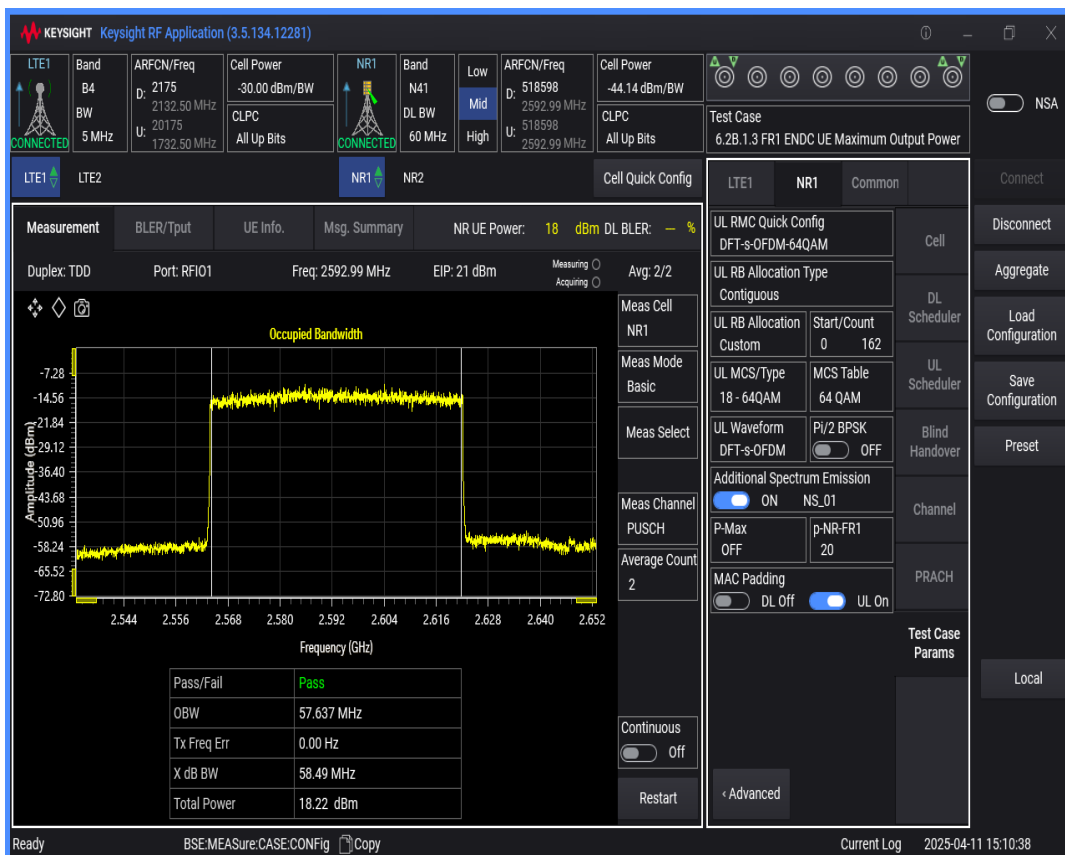 KEYSIGHT Keysight RF Application (3.5.134.12281)
LTE1
CONNECTED
Band
B4
BW
5 MHz
ARFCN/Freq
D: 2175
2132.50 MHz
U: 20175
1732.50 MHz
Cell Power
-30.00 dBm/BW
CLPC
All Up Bits
NR1
CONNECTED
Band
N41
DL BW
60 MHz
Low
Mid
High
ARFCN/Freq
D: 518598
2592.99 MHz
U: 518598
2592.99 MHz
Cell Power
-44.14 dBm/BW
CLPC
All Up Bits
Test Case
6.2B.1.3 FR1 ENDC UE Maximum Output Power
NSA
LTE1 LTE2 NR1 NR2 Cell Quick Config
Measurement BLER/Tput UE Info. Msg. Summary NR UE Power: 18 dBm DL BLER: — %
Duplex: TDD Port: RFIO1 Freq: 2592.99 MHz EIP: 21 dBm Measuring Avg: 2/2
Acquiring
Occupied Bandwidth
Amplitude (dBm)
-7.28
-14.56
-21.84
-29.12
-36.40
-43.68
-50.96
-58.24
-65.52
-72.80
2.544 2.556 2.568 2.580 2.592 2.604 2.616 2.628 2.640 2.652
Frequency (GHz)
Pass/Fail Pass
OBW 57.637 MHz
Tx Freq Err 0.00 Hz
X dB BW 58.49 MHz
Total Power 18.22 dBm
Meas Cell
NR1
Meas Mode
Basic
Meas Select
Meas Channel
PUSCH
Average Count
2
Continuous
Off
Restart
LTE1 NR1 Common
UL RMC Quick Config
DFT-s-OFDM-64QAM
UL RB Allocation Type
Contiguous
UL RB Allocation
Custom
Start/Count
0 162
UL MCS/Type
18 - 64QAM
MCS Table
64 QAM
UL Waveform
DFT-s-OFDM
Pi/2 BPSK
OFF
Additional Spectrum Emission
ON NS_01
P-Max
OFF
p-NR-FR1
20
MAC Padding
DL Off UL On
‹ Advanced
Cell
DL
Scheduler
UL
Scheduler
Blind
Handover
Channel
PRACH
Test Case
Params
Connect
Disconnect
Aggregate
Load
Configuration
Save
Configuration
Preset
Local
Ready BSE:MEASure:CASE:CONFig Copy Current Log 2025-04-11 15:10:38